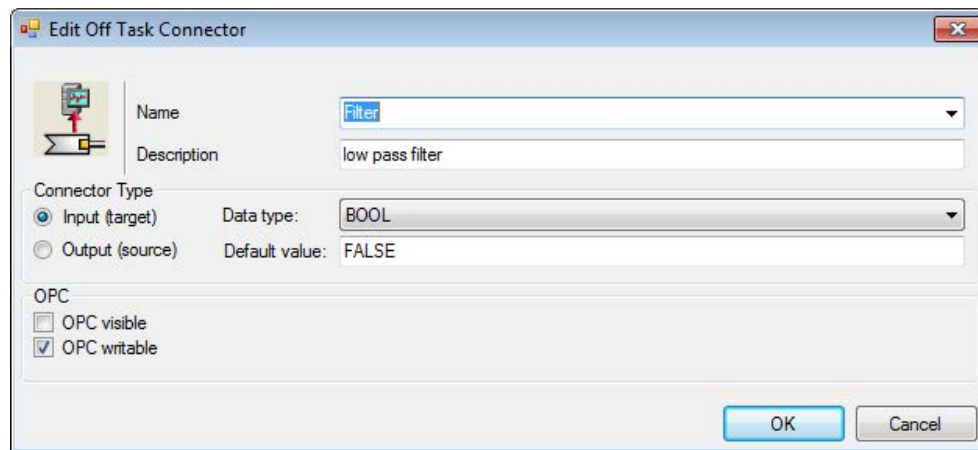 Edit Off Task Connector
Name
Filter
Description
low pass filter
Connector Type
Input (target)
Data type:
BOOL
Output (source)
Default value:
FALSE
OPC
OPC visible
OPC writable
OK
Cancel